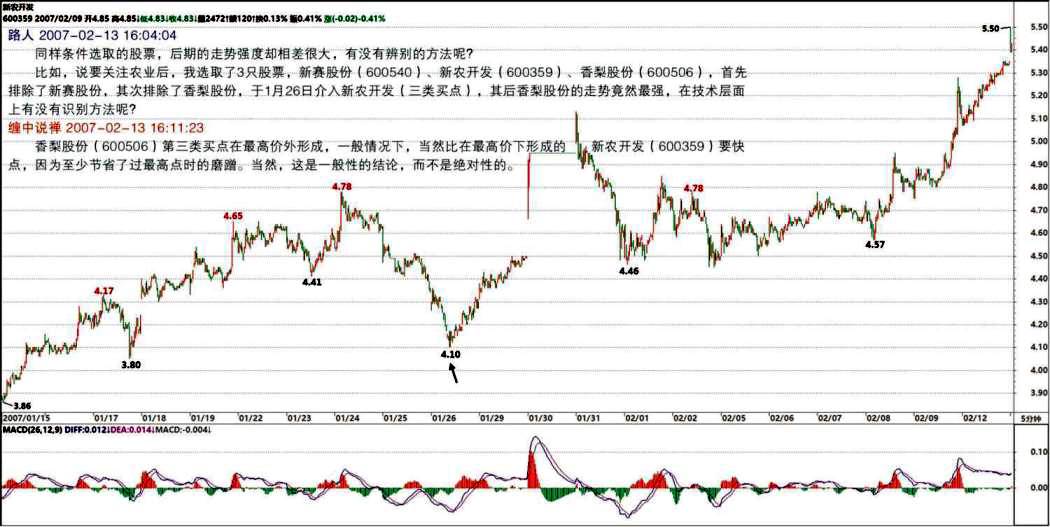 新农开发
600359 2007/02/09 开4.85 高4.85↓低4.83↓收4.83↓量2472↑额120↑换0.13% 振0.41% 涨(-0.02)-0.41%
路人 2007-02-13 16:04:04
同样条件选取的股票，后期的走势强度却相差很大，有没有辨别的方法呢？
比如，说要关注农业后，我选取了3只股票，新赛股份（600540）、新农开发（600359）、香梨股份（600506），首先
排除了新赛股份，其次排除了香梨股份，于1月26日介入新农开发（三类买点），其后香梨股份的走势竟然最强，在技术层面
上有没有识别方法呢？
缠中说禅 2007-02-13 16:11:23
香梨股份（600506）第三类买点在最高价外形成，一般情况下，当然比在最高价下形成的 新农开发（600359）要快
点，因为至少节省了过最高点时的磨蹭。当然，这是一般性的结论，而不是绝对性的。
5.50
4.78
4.65
4.78
4.17
4.41
4.46
4.57
3.80
4.10
3.86
5.50
5.40
5.30
5.20
5.10
5.00
4.90
4.80
4.70
4.60
4.50
4.40
4.30
4.20
4.10
4.00
3.90
2007/01/15 01/17 01/18 01/19 01/22 01/23 01/24 01/25 01/26 01/29 01/30 01/31 02/01 02/02 02/05 02/06 02/07 02/08 02/09 02/12 5分钟
MACD(26,12,9) DIFF:0.012↓DEA:0.014↓MACD:-0.004↓
0.10
0.00